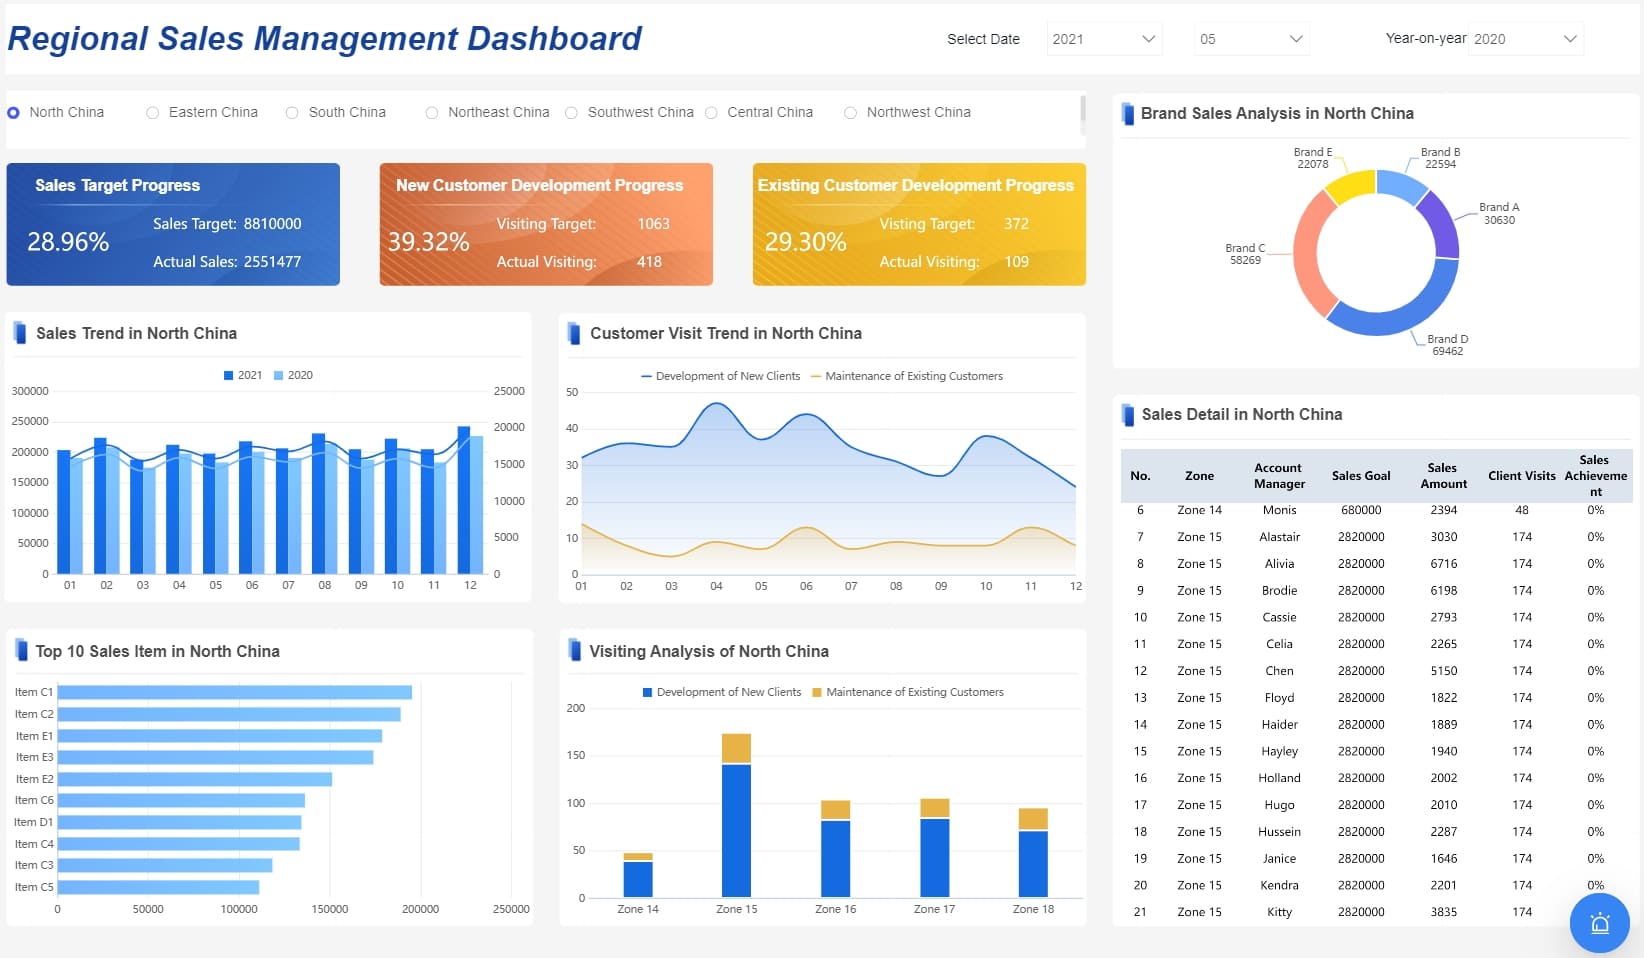 Regional Sales Management Dashboard
Select Date 2021 05 Year-on-year 2020
North China Eastern China South China Northeast China Southwest China Central China Northwest China
Sales Target Progress
28.96%
Sales Target: 8810000
Actual Sales: 2551477
New Customer Development Progress
39.32%
Visiting Target: 1063
Actual Visiting: 418
Existing Customer Development Progress
29.30%
Visting Target: 372
Actual Visiting: 109
Sales Trend in North China
2021 2020
300000 25000
250000
20000
200000
15000
150000
10000
100000
5000
50000
0 0
01 02 03 04 05 06 07 08 09 10 11 12
Customer Visit Trend in North China
Development of New Clients Maintenance of Existing Customers
50
40
30
20
10
0
01 02 03 04 05 06 07 08 09 10 11 12
Top 10 Sales Item in North China
Item C1
Item C2
Item E1
Item E3
Item E2
Item C6
Item D1
Item C4
Item C3
Item C5
0 50000 100000 150000 200000 250000
Visiting Analysis of North China
Development of New Clients Maintenance of Existing Customers
200
150
100
50
0
Zone 14 Zone 15 Zone 16 Zone 17 Zone 18
Brand Sales Analysis in North China
Brand E
22078
Brand B
22594
Brand A
30630
Brand C
58269
Brand D
69462
Sales Detail in North China
No. Zone Account Manager Sales Goal Sales Amount Client Visits Sales Achieveme nt
6 Zone 14 Monis 680000 2394 48 0%
7 Zone 15 Alastair 2820000 3030 174 0%
8 Zone 15 Alivia 2820000 6716 174 0%
9 Zone 15 Brodie 2820000 6198 174 0%
10 Zone 15 Cassie 2820000 2793 174 0%
11 Zone 15 Celia 2820000 2265 174 0%
12 Zone 15 Chen 2820000 5150 174 0%
13 Zone 15 Floyd 2820000 1822 174 0%
14 Zone 15 Haider 2820000 1889 174 0%
15 Zone 15 Hayley 2820000 1940 174 0%
16 Zone 15 Holland 2820000 2002 174 0%
17 Zone 15 Hugo 2820000 2010 174 0%
18 Zone 15 Hussein 2820000 2287 174 0%
19 Zone 15 Janice 2820000 1646 174 0%
20 Zone 15 Kendra 2820000 2201 174 0%
21 Zone 15 Kitty 2820000 3835 174